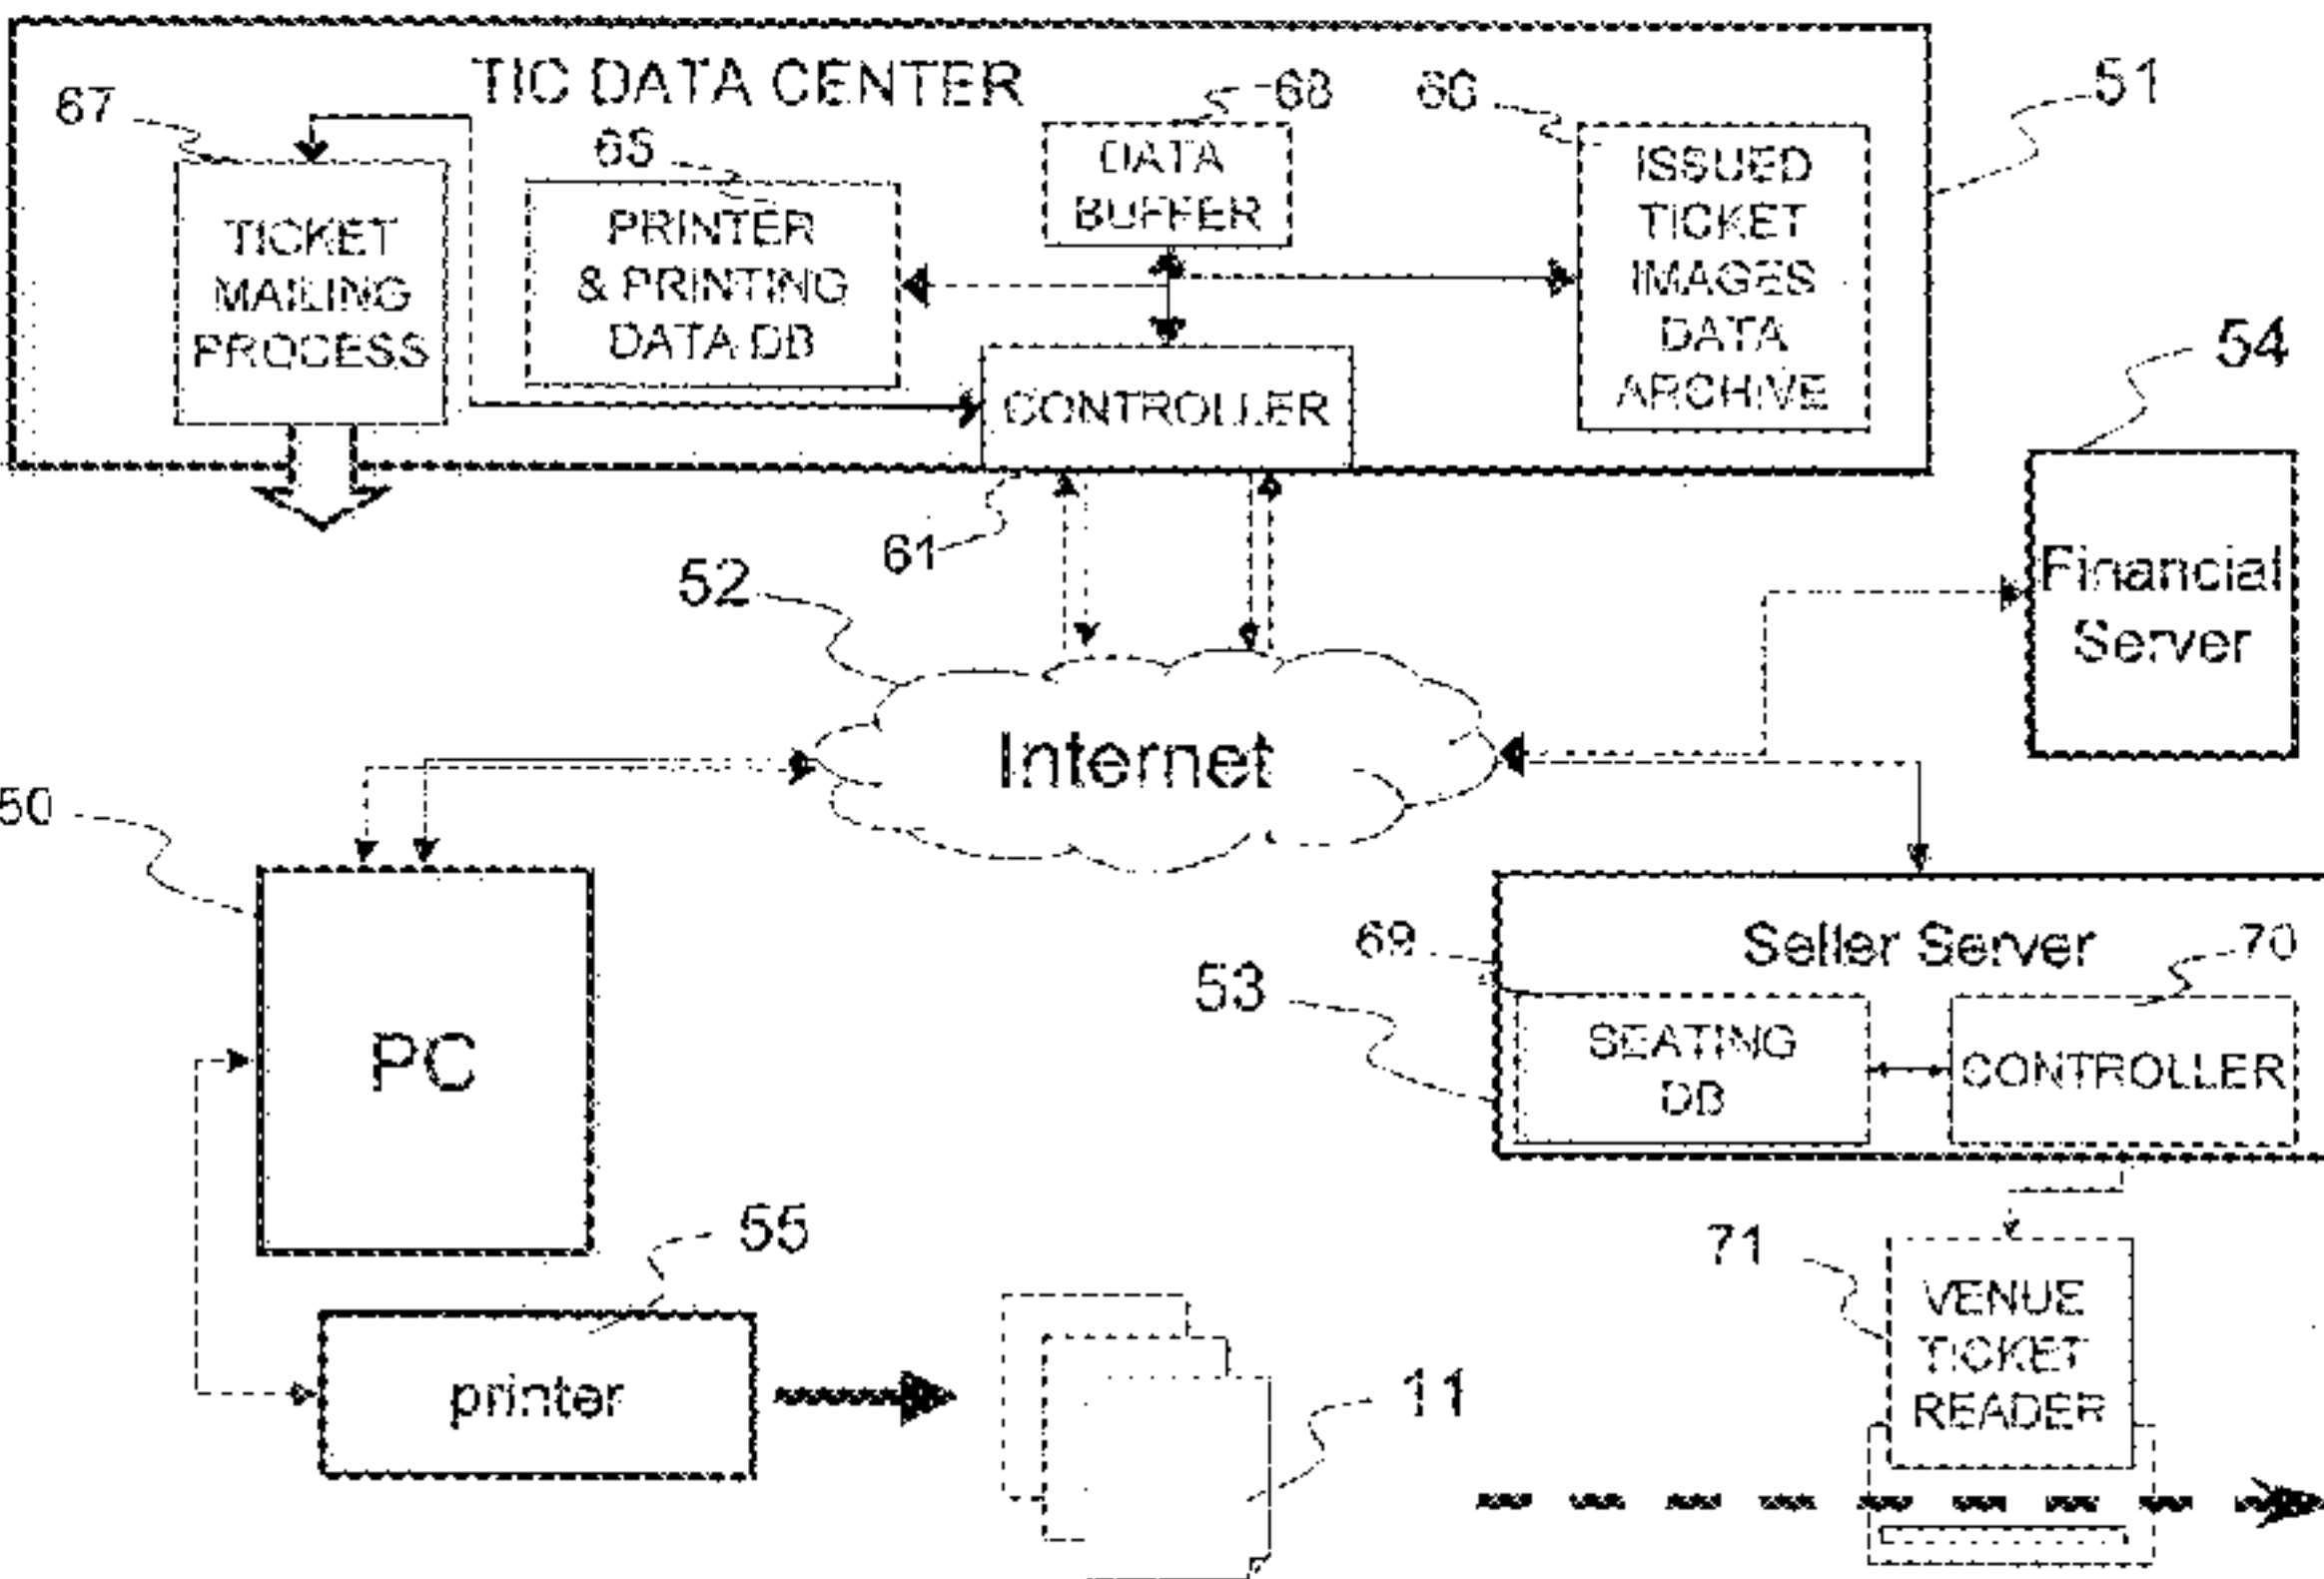 TIC DATA CENTER
67
65
68
66
51
TICKET
MAILING
PROCESS
PRINTER
& PRINTING
DATA DB
DATA
BUFFER
ISSUED
TICKET
IMAGES
DATA
ARCHIVE
CONTROLLER
54
61
52
Financial
Server
Internet
50
PC
Seller Server
69
70
53
SEATING
DB
CONTROLLER
55
printer
11
71
VENUE
TICKET
READER